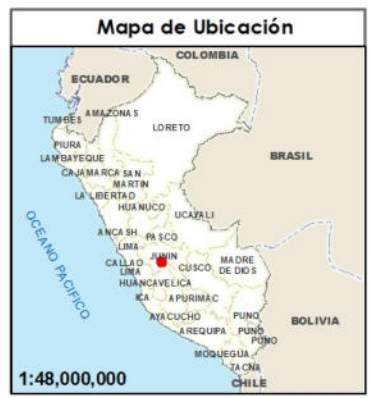 Mapa de Ubicación
COLOMBIA
ECUADOR
TUMBES
AMAZONAS
LORETO
PIURA
LAMBAYEQUE
BRASIL
CAJAMARCA
SAN
MARTIN
LA LIBERTAD
HUANUCO
UCAYALI
ANCASH
PASCO
LIMA
JUNIN
CALLAO
LIMA
CUSCO
MADRE
DE DIOS
HUANCAVELICA
OCEANO PACIFICO
ICA
APURIMAC
AYACUCHO
PUNO
AREQUIPA
PUNO
PUNO
BOLIVIA
MOQUEGUA
TACNA
1:48,000,000
CHILE